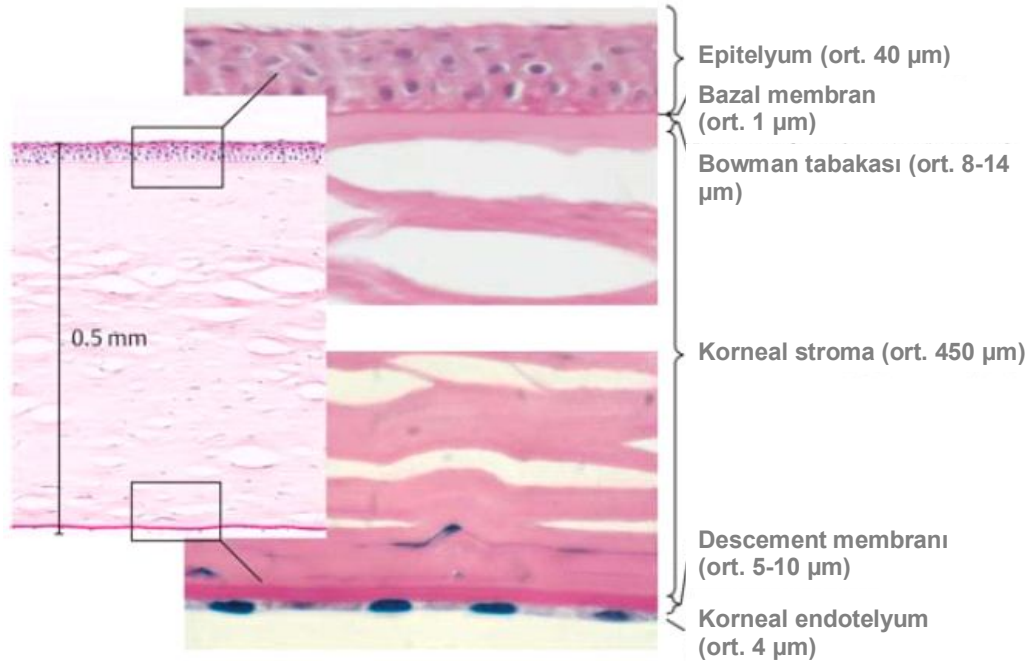 Epitelyum (ort. 40 µm)
Bazal membran
(ort. 1 µm)
Bowman tabakası (ort. 8-14
µm)
0.5 mm
Korneal stroma (ort. 450 µm)
Descement membranı
(ort. 5-10 µm)
Korneal endotelyum
(ort. 4 µm)